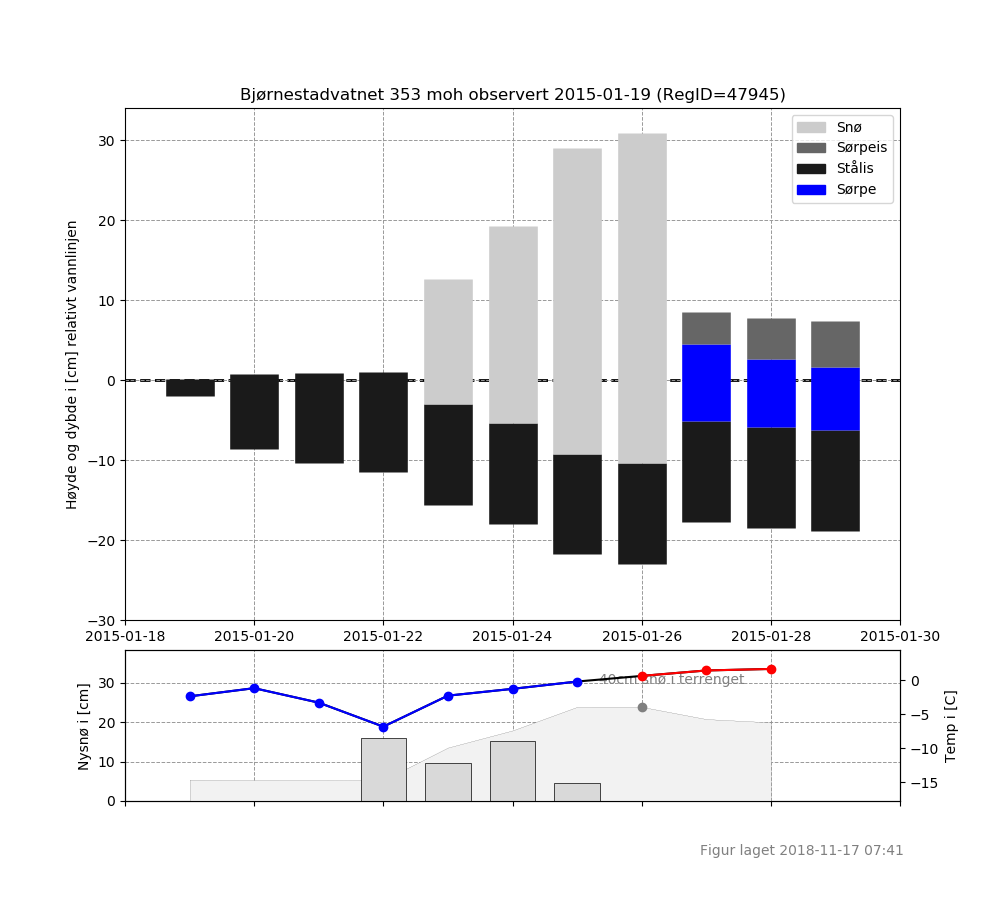 Bjørnestadvatnet 353 moh observert 2015-01-19 (RegID=47945)
Høyde og dybde i [cm] relativt vannlinjen
30
20
10
0
−10
−20
−30
Snø
Sørpeis
Stålis
Sørpe
2015-01-18 2015-01-20 2015-01-22 2015-01-24 2015-01-26 2015-01-28 2015-01-30
Nysnø i [cm]
30
20
10
0
40cm snø i terrenget
0
−5
−10
−15
Temp i [C]
Figur laget 2018-11-17 07:41